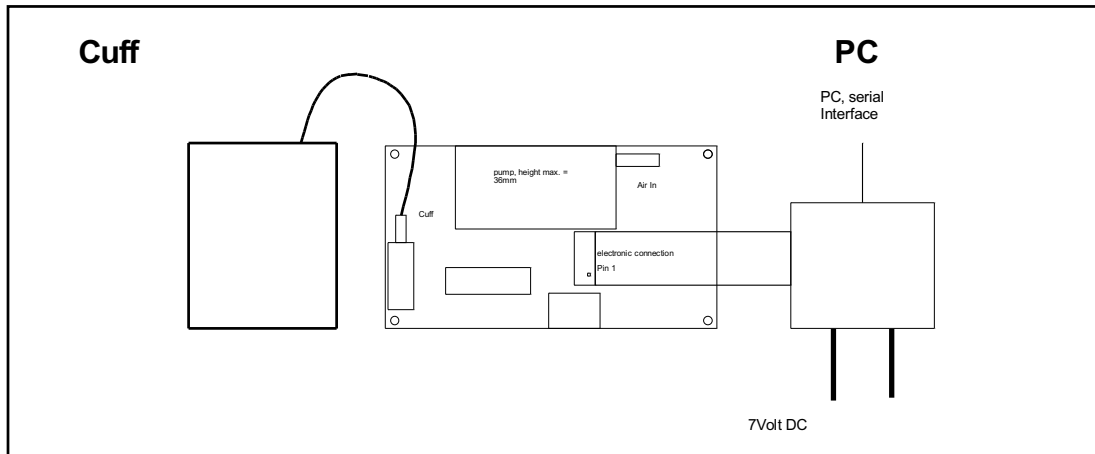 Cuff
PC
PC, serial
Interface
pump, height max. =
36mm
Air In
Cuff
electronic connection
Pin 1
7Volt DC